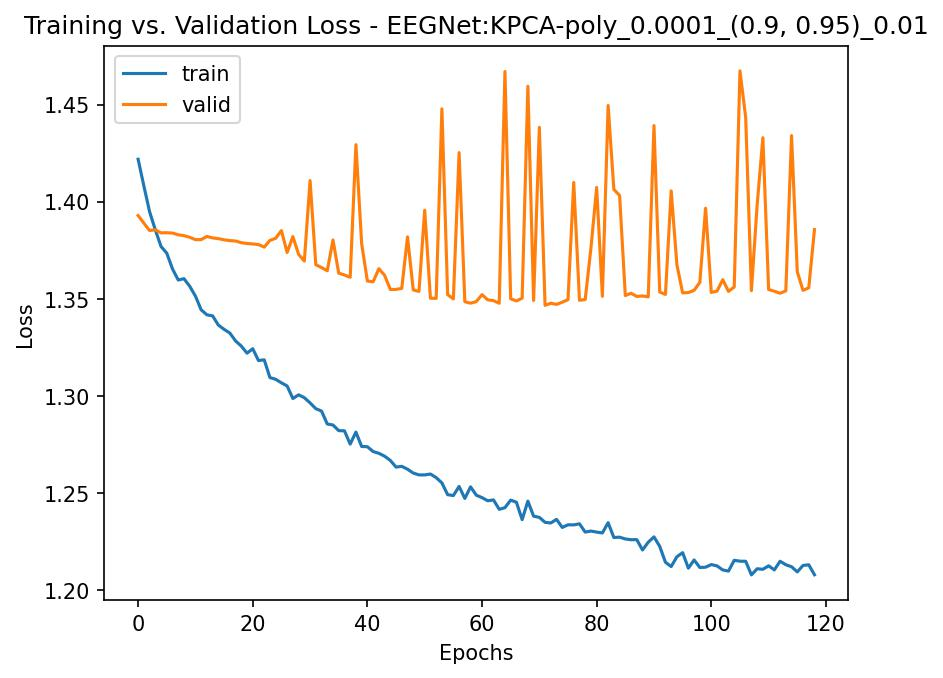 Training vs. Validation Loss - EEGNet:KPCA-poly_0.0001_(0.9, 0.95)_0.01
train
valid
1.45
1.40
1.35
1.30
1.25
1.20
Loss
0 20 40 60 80 100 120
Epochs